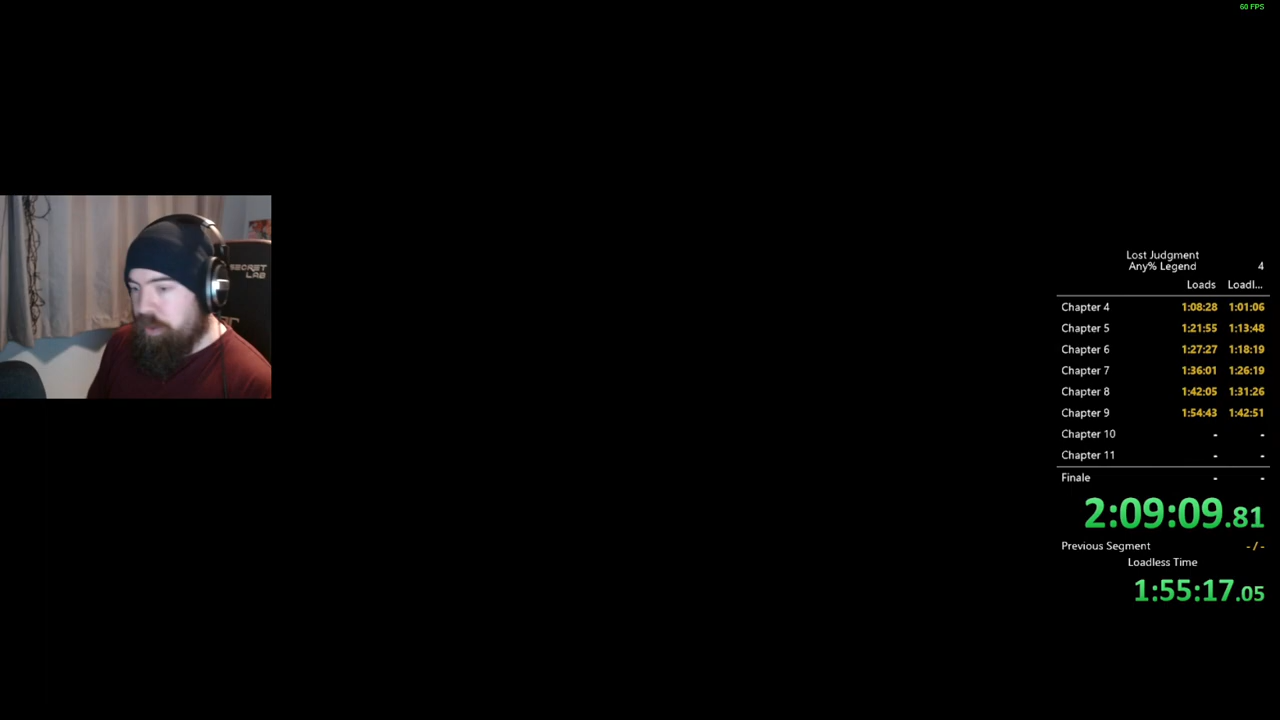 60 FPS
SECRET
LAB
Lost Judgment
Any% Legend 4
Loads Loadl...
Chapter 4 1:08:28 1:01:06
Chapter 5 1:21:55 1:13:48
Chapter 6 1:27:27 1:18:19
Chapter 7 1:36:01 1:26:19
Chapter 8 1:42:05 1:31:26
Chapter 9 1:54:43 1:42:51
Chapter 10 - -
Chapter 11 - -
Finale - -
2:09:09.81
Previous Segment - / -
Loadless Time
1:55:17.05